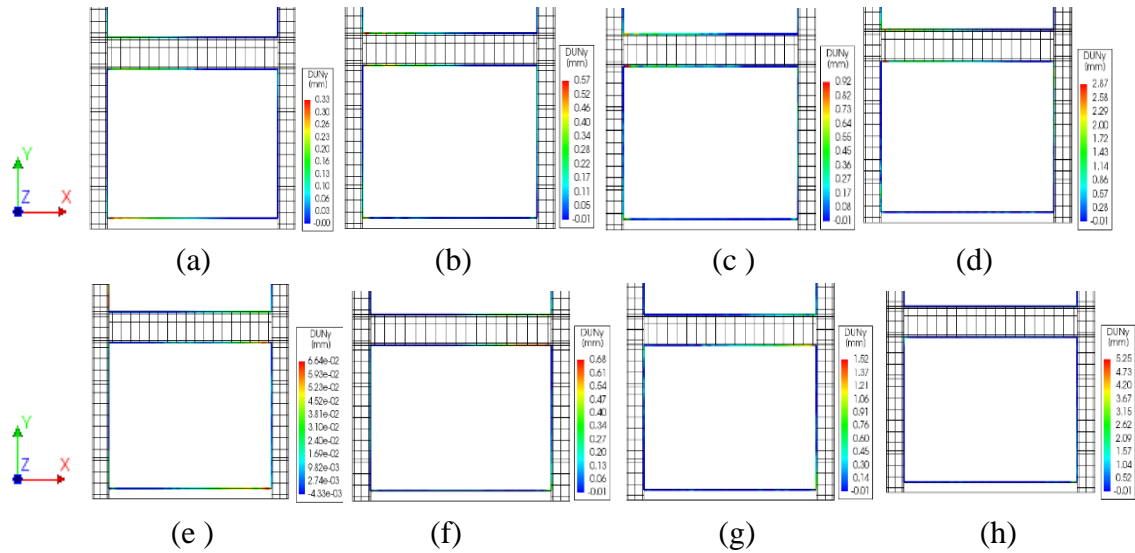 DUNy
(mm)
0.33
0.30
0.26
0.23
0.20
0.16
0.13
0.10
0.06
0.03
-0.00
DUNy
(mm)
0.57
0.52
0.46
0.40
0.34
0.28
0.23
0.17
0.11
0.05
-0.01
DUNy
(mm)
0.92
0.82
0.73
0.64
0.55
0.45
0.36
0.27
0.17
0.08
-0.01
DUNy
(mm)
2.87
2.58
2.29
2.00
1.72
1.43
1.14
0.86
0.57
0.28
-0.01
Y
Z
X
(a)
(b)
(c )
(d)
DUNy
(mm)
6.64e-02
5.93e-02
5.23e-02
4.52e-02
3.81e-02
3.10e-02
2.40e-02
1.69e-02
9.82e-03
2.74e-03
-4.33e-03
DUNy
(mm)
0.68
0.61
0.54
0.47
0.40
0.34
0.27
0.20
0.13
0.06
-0.01
DUNy
(mm)
1.52
1.37
1.21
1.06
0.91
0.76
0.60
0.45
0.30
0.14
-0.01
DUNy
(mm)
5.25
4.73
4.20
3.67
3.15
2.62
2.09
1.57
1.04
0.52
-0.01
Y
Z
X
(e )
(f)
(g)
(h)